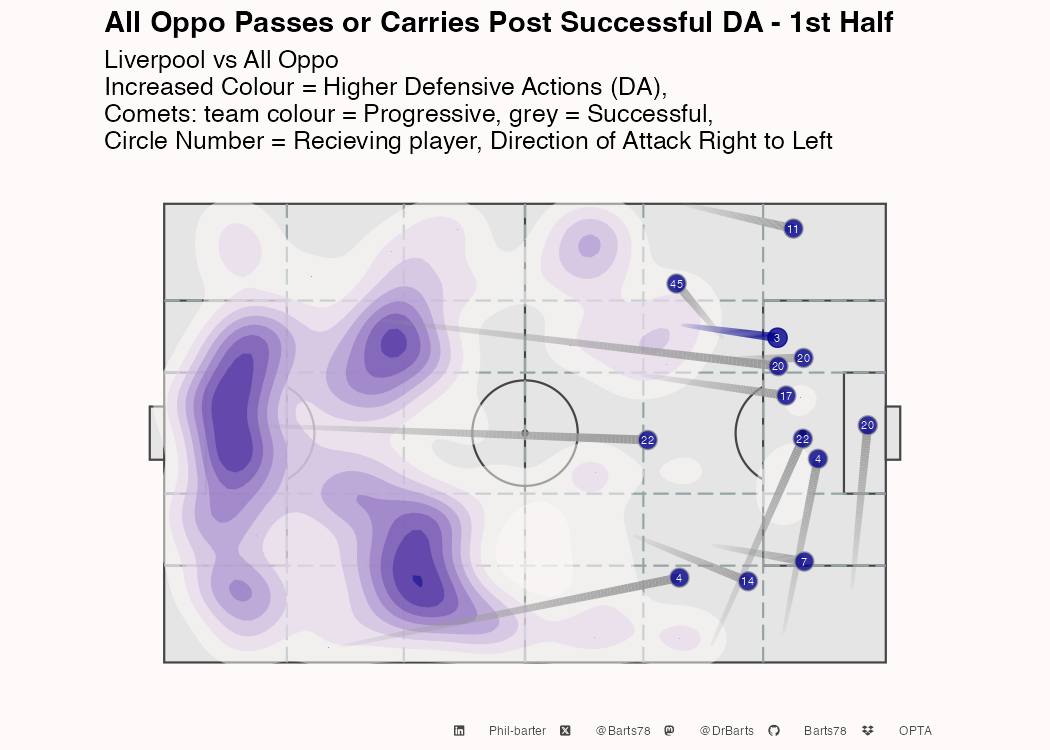 All Oppo Passes or Carries Post Successful DA - 1st Half
Liverpool vs All Oppo
Increased Colour = Higher Defensive Actions (DA),
Comets: team colour = Progressive, grey = Successful,
Circle Number = Recieving player, Direction of Attack Right to Left
11
45
3
20
20
17
20
22
22
4
7
4
14
Phil-barter @Barts78 @DrBarts Barts78 OPTA